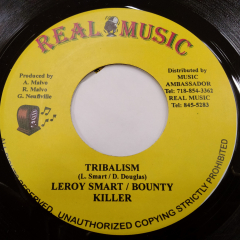 REAL MUSIC
Produced by
A. Malvo
R. Malvo
G. Neufville
Distributed by
MUSIC
AMBASSADOR
Tel: 718-854-3362
REAL MUSIC
Tel: 845-5283
TRIBALISM
(L. Smart / D. Douglas)
LEROY SMART / BOUNTY
KILLER
RESERVED. UNAUTHORIZED COPYING STRICTLY PROHIBITED